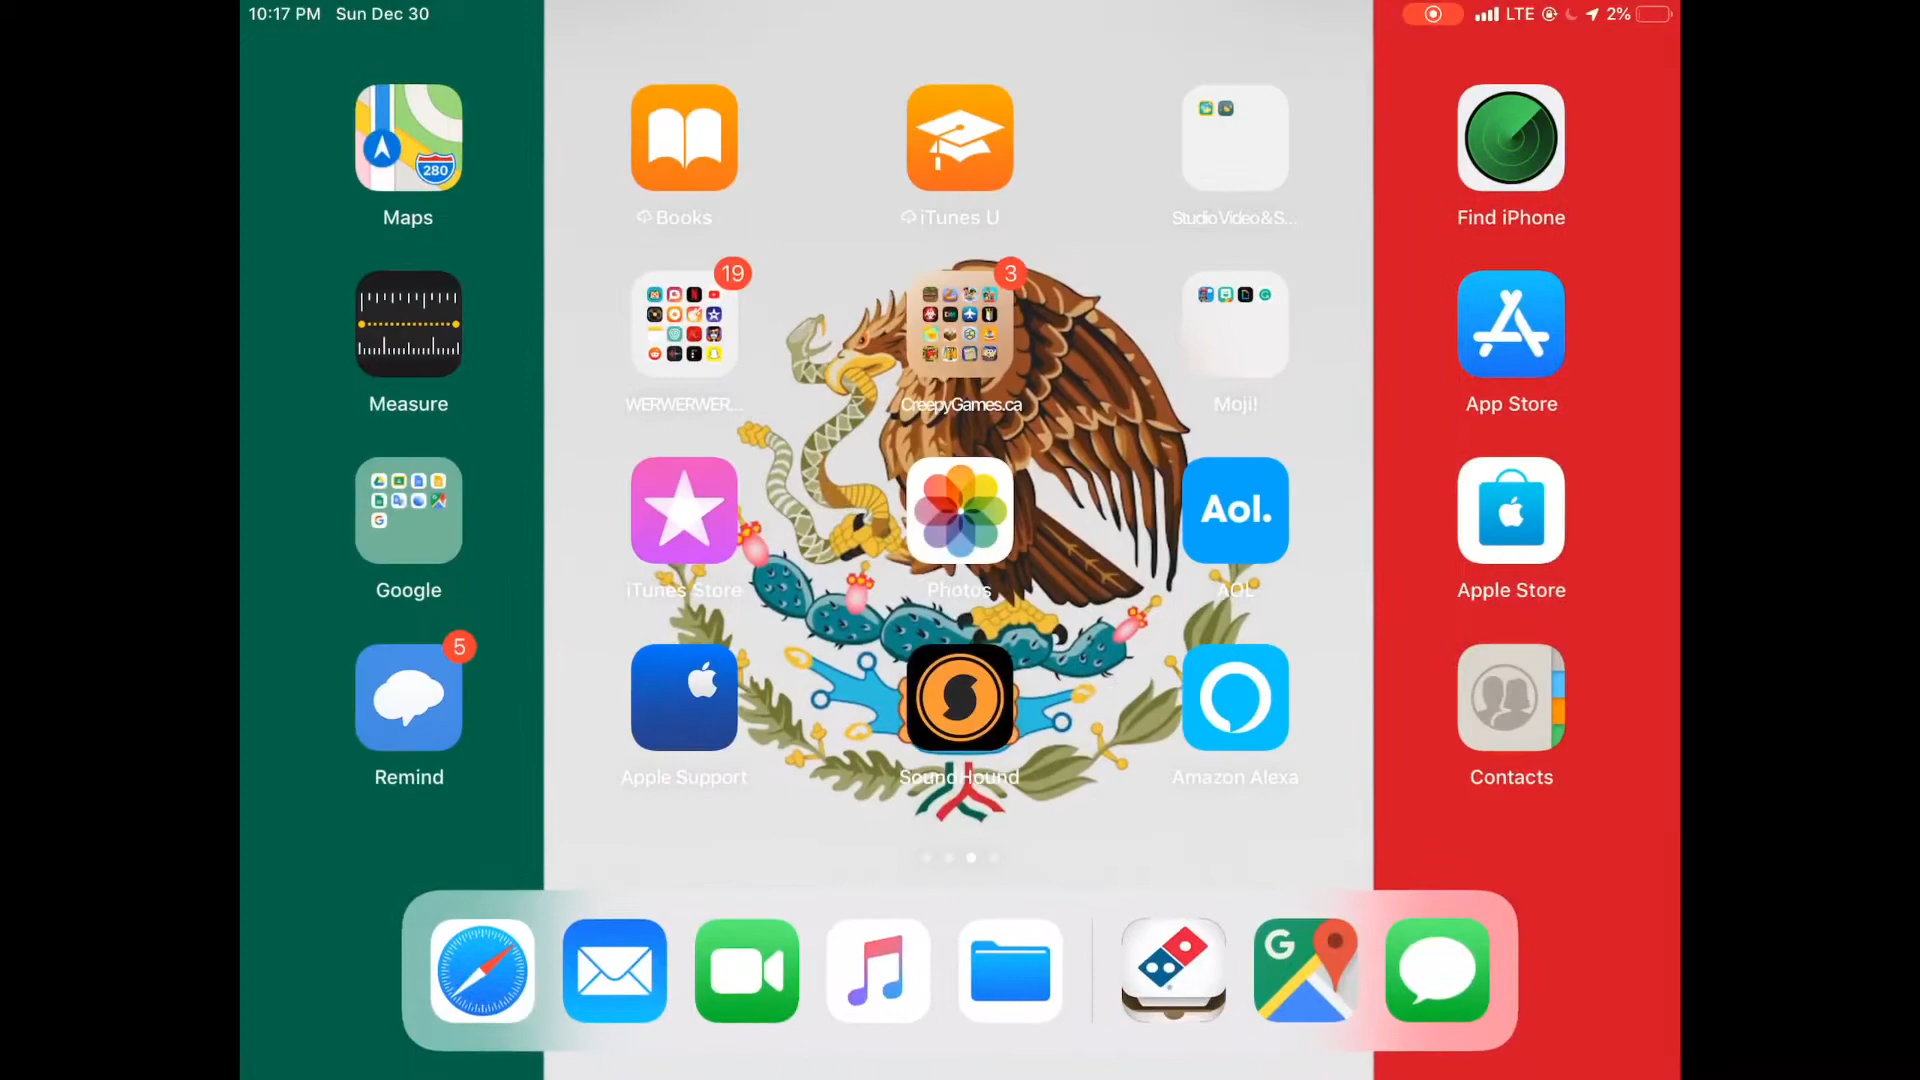 10:17 PM Sun Dec 30
LTE 2%
280
Maps
Books
iTunes U
Studio Video & S...
Find iPhone
19
3
Measure
WERWERWER...
CreepyGames.ca
Moji!
App Store
Aol.
Google
iTunes Store
Photos
AOL
Apple Store
5
Remind
Apple Support
SoundHound
Amazon Alexa
Contacts
G